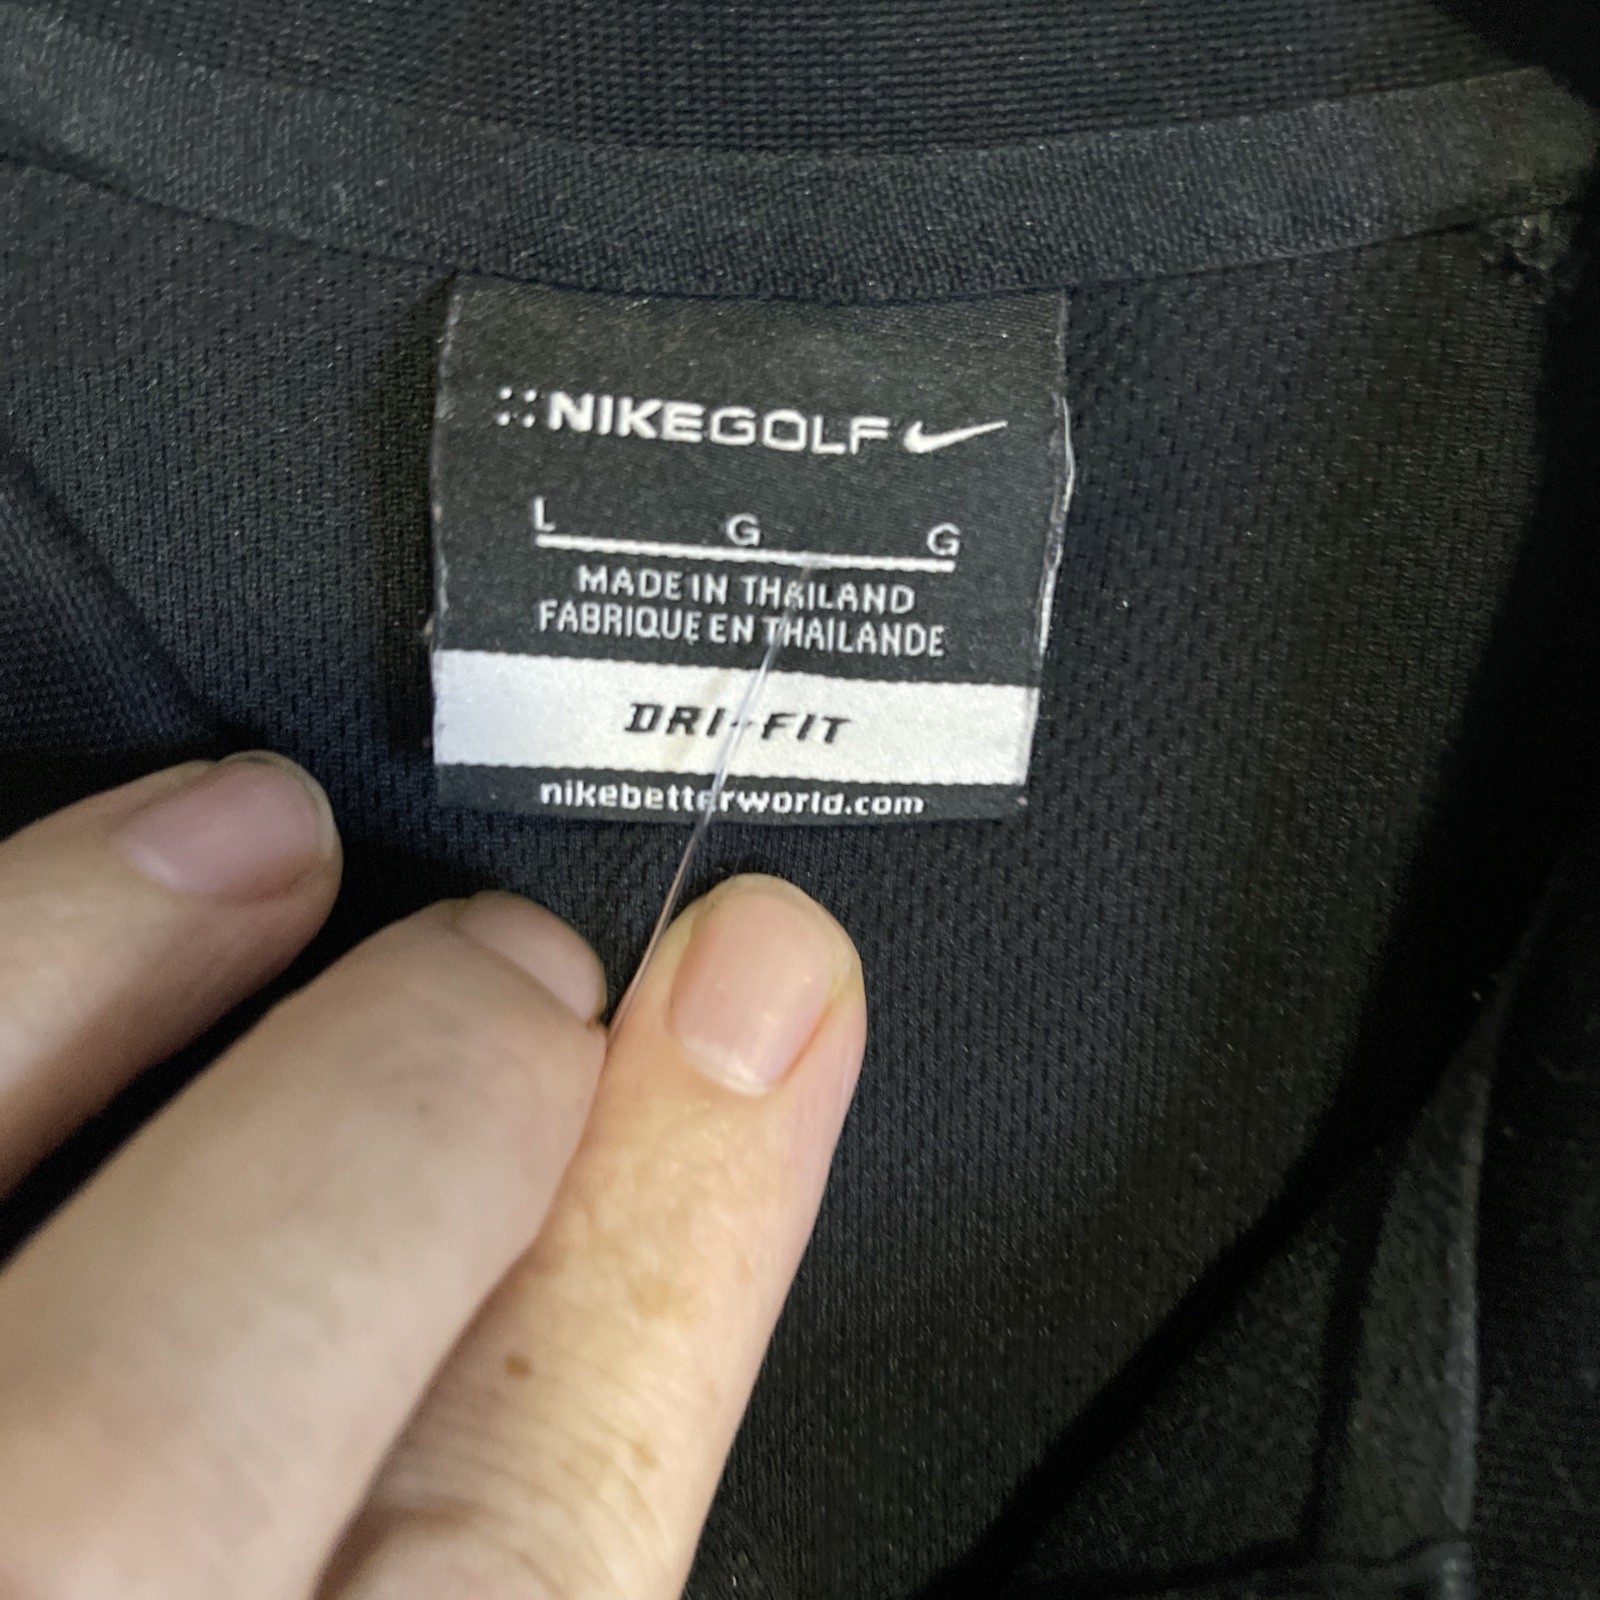 NIKEGOLF
L G G
MADE IN THAILAND
FABRIQUE EN THAILANDE
DRI-FIT
nikebetterworld.com